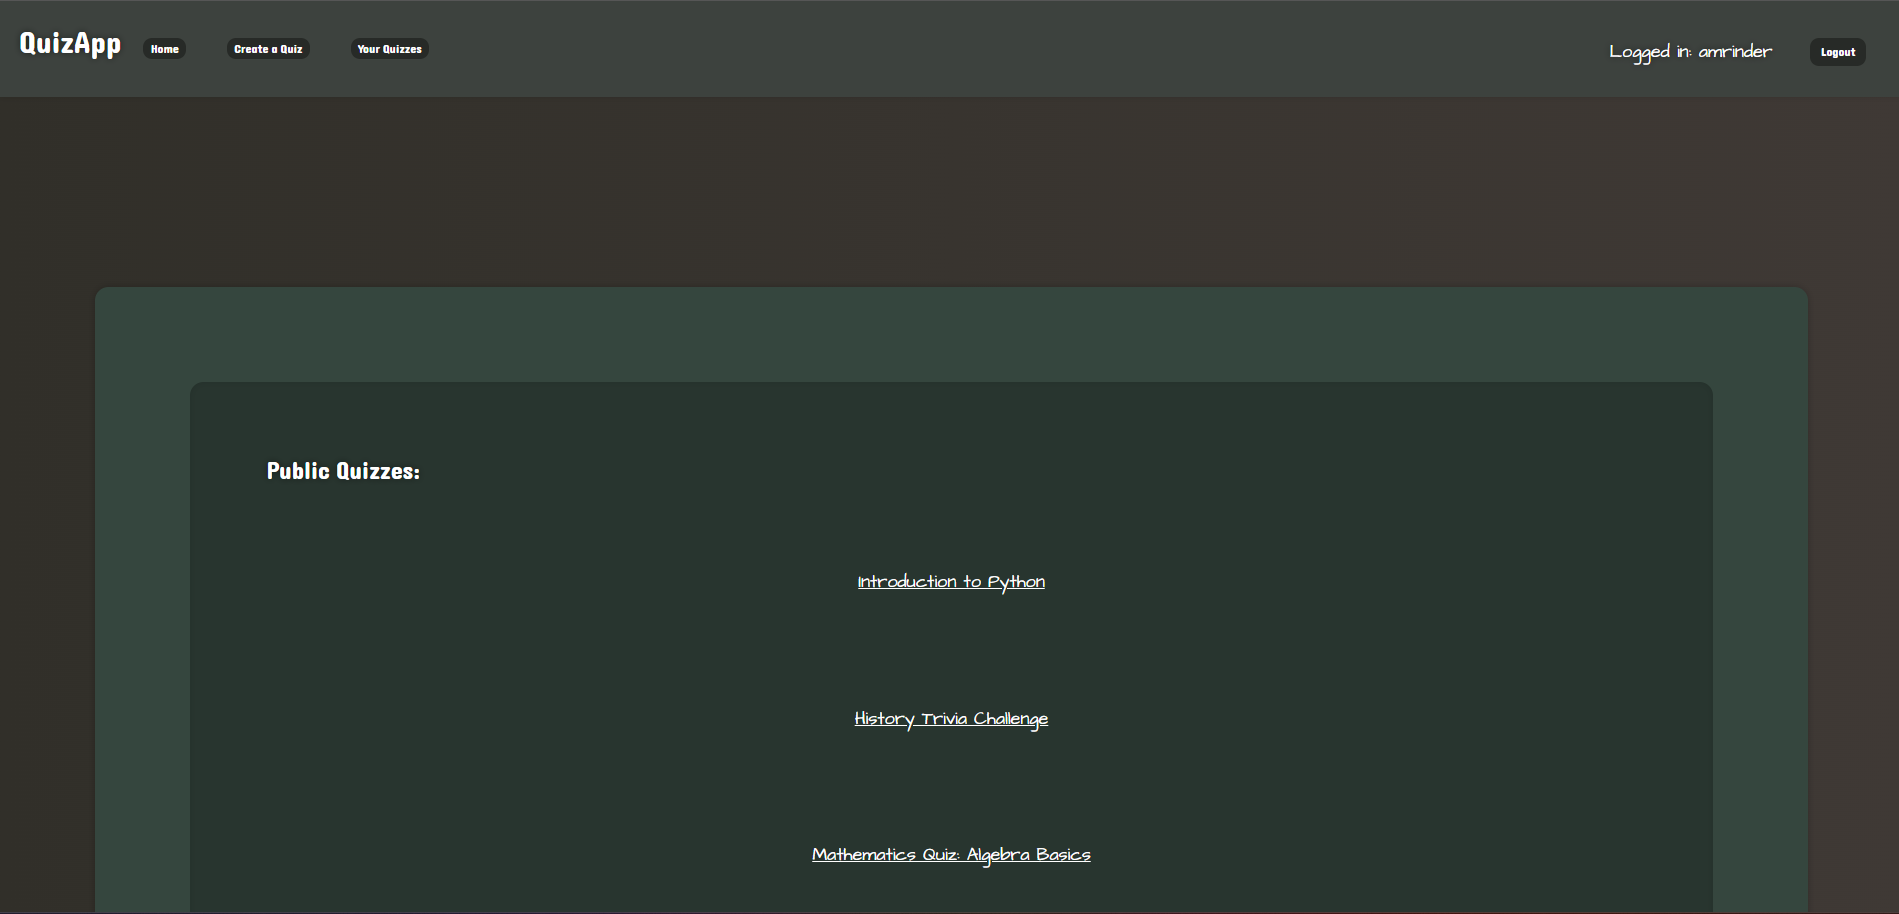 QuizApp Home Create a Quiz Your Quizzes Logged in: amrinder Logout
Public Quizzes:
Introduction to Python
History Trivia Challenge
Mathematics Quiz: Algebra Basics